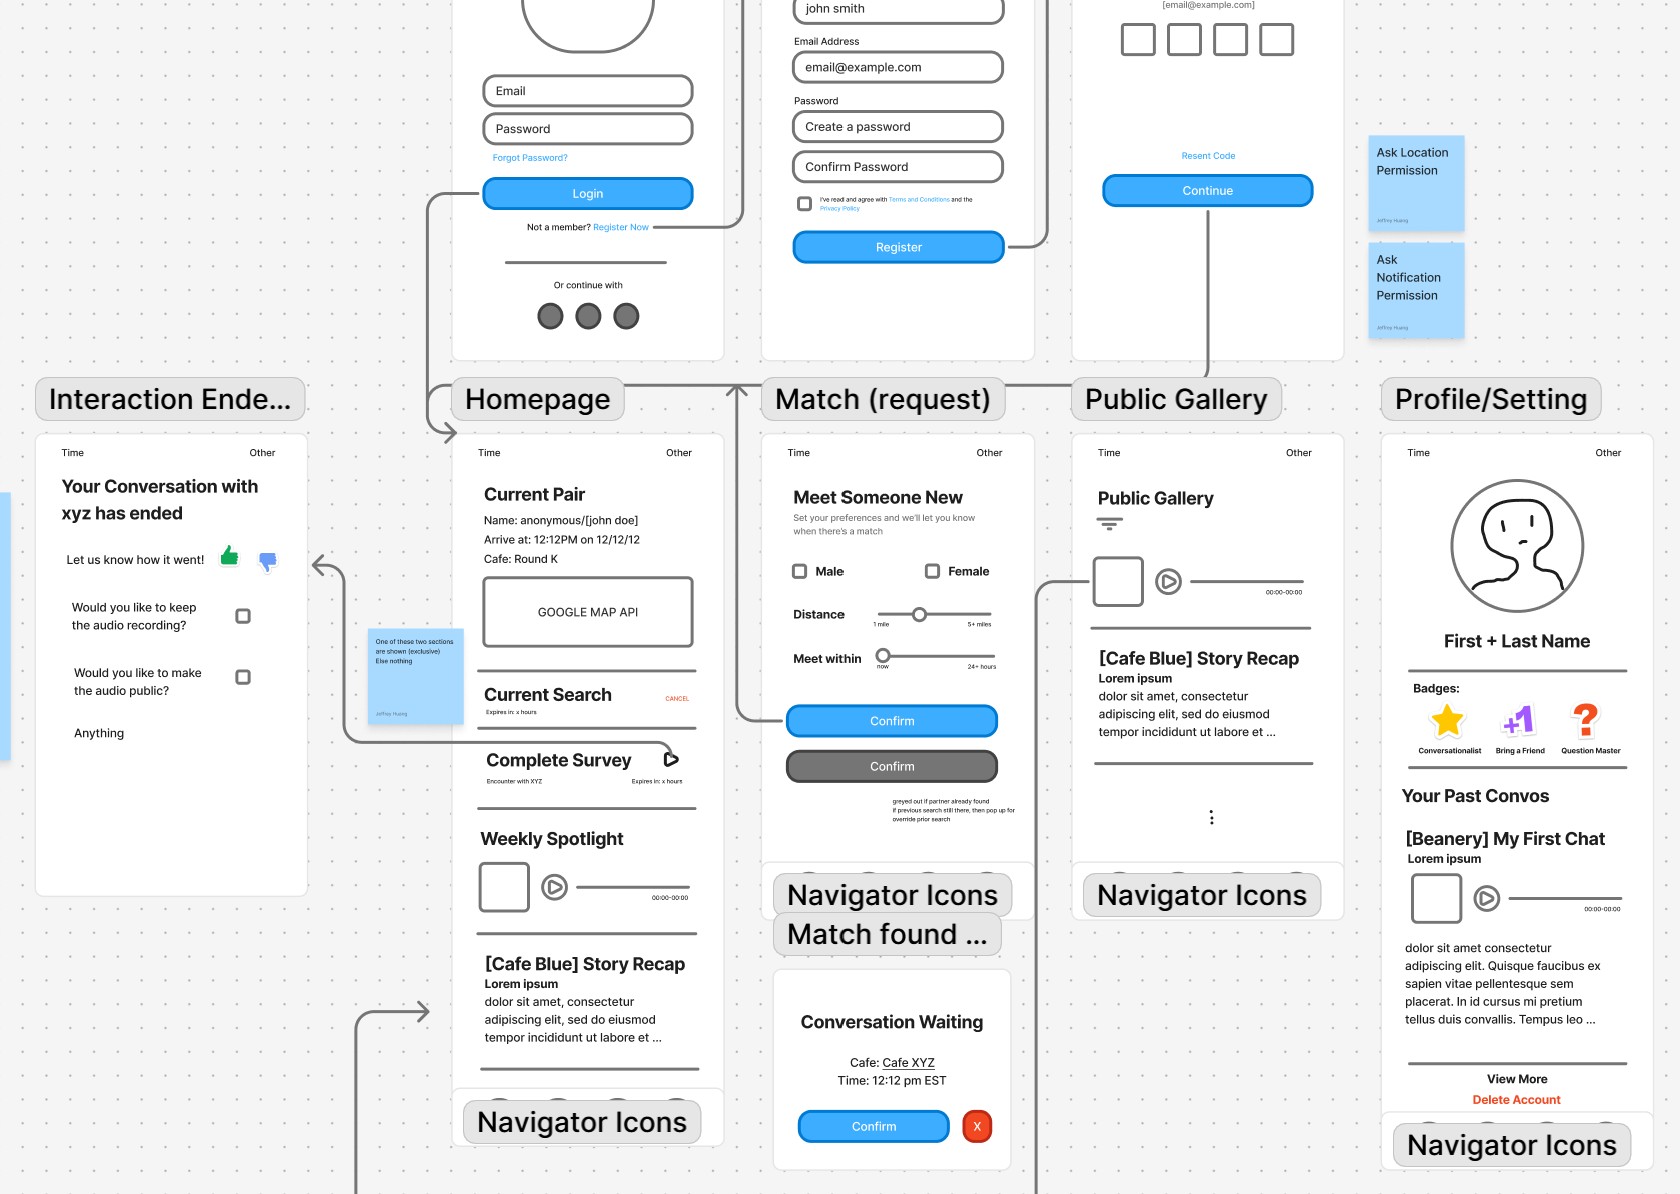 Email
Password
Forgot Password?
Login
Not a member? Register Now
Or continue with
john smith
Email Address
email@example.com
Password
Create a password
Confirm Password
I've readl and agree with Terms and Conditions and the
Privacy Policy
Register
[email@example.com]
Resent Code
Continue
Ask Location
Permission
Jeffrey Huang
Ask
Notification
Permission
Jeffrey Huang
Interaction Ende...
Time
Other
Your Conversation with
xyz has ended
Let us know how it went!
Would you like to keep
the audio recording?
Would you like to make
the audio public?
Anything
One of these two sections
are shown (exclusive)
Else nothing
Jeffrey Huang
Homepage
Time
Other
Current Pair
Name: anonymous/[john doe]
Arrive at: 12:12PM on 12/12/12
Cafe: Round K
GOOGLE MAP API
Current Search
CANCEL
Expires in: x hours
Complete Survey
Encounter with XYZ
Expires in: x hours
Weekly Spotlight
00:00-00:00
[Cafe Blue] Story Recap
Lorem ipsum
dolor sit amet, consectetur
adipiscing elit, sed do eiusmod
tempor incididunt ut labore et ...
Navigator Icons
Match (request)
Time
Other
Meet Someone New
Set your preferences and we'll let you know
when there's a match
Male
Female
Distance
1 mile
5+ miles
Meet within
now
24+ hours
Confirm
Confirm
greyed out if partner already found
if previous search still there, then pop up for
override prior search
Navigator Icons
Match found ...
Conversation Waiting
Cafe: Cafe XYZ
Time: 12:12 pm EST
Confirm
X
Public Gallery
Time
Other
Public Gallery
00:00-00:00
[Cafe Blue] Story Recap
Lorem ipsum
dolor sit amet, consectetur
adipiscing elit, sed do eiusmod
tempor incididunt ut labore et ...
Navigator Icons
Profile/Setting
Time
Other
First + Last Name
Badges:
+1
?
Conversationalist
Bring a Friend
Question Master
Your Past Convos
[Beanery] My First Chat
Lorem ipsum
00:00-00:00
dolor sit amet consectetur
adipiscing elit. Quisque faucibus ex
sapien vitae pellentesque sem
placerat. In id cursus mi pretium
tellus duis convallis. Tempus leo ...
View More
Delete Account
Navigator Icons